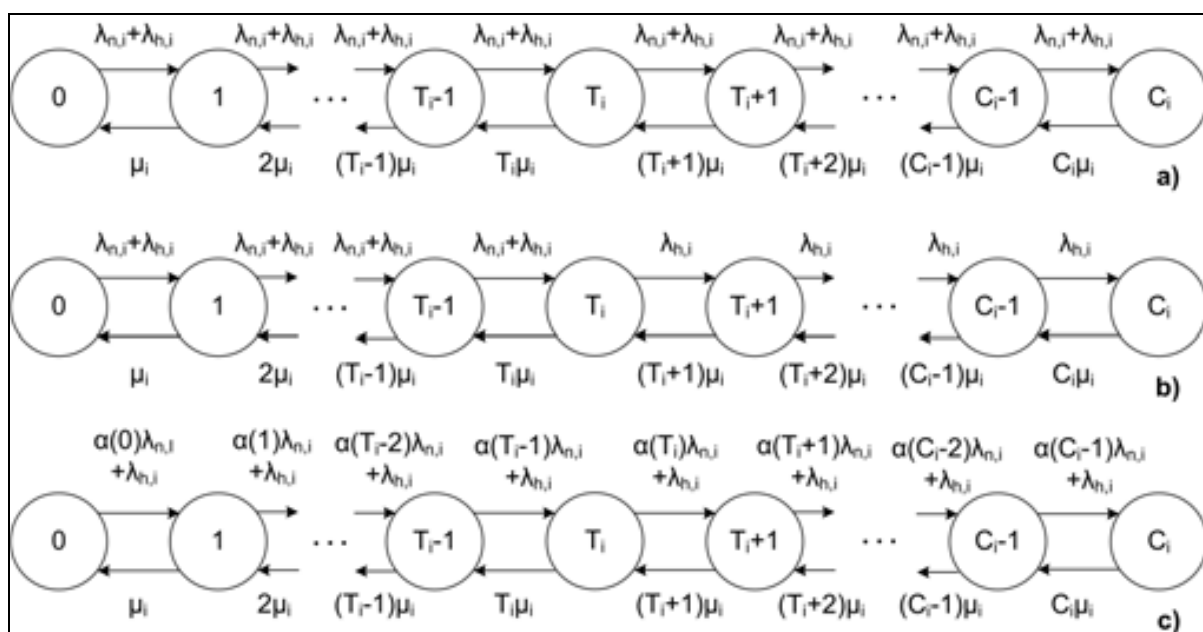 λn,i+λh,i λn,i+λh,i λn,i+λh,i λn,i+λh,i λn,i+λh,i λn,i+λh,i λn,i+λh,i λn,i+λh,i
0 1 ... Ti-1 Ti Ti+1 ... Ci-1 Ci
μi 2μi (Ti-1)μi Tiμi (Ti+1)μi (Ti+2)μi (Ci-1)μi Ciμi a)
λn,i+λh,i λn,i+λh,i λn,i+λh,i λn,i+λh,i λh,i λh,i λh,i λh,i
0 1 ... Ti-1 Ti Ti+1 ... Ci-1 Ci
μi 2μi (Ti-1)μi Tiμi (Ti+1)μi (Ti+2)μi (Ci-1)μi Ciμi b)
α(0)λn,I α(1)λn,i α(Ti-2)λn,i α(Ti-1)λn,i α(Ti)λn,i α(Ti+1)λn,i α(Ci-2)λn,i α(Ci-1)λn,i
+λh,i +λh,i +λh,i +λh,i +λh,i +λh,i +λh,i +λh,i
0 1 ... Ti-1 Ti Ti+1 ... Ci-1 Ci
μi 2μi (Ti-1)μi Tiμi (Ti+1)μi (Ti+2)μi (Ci-1)μi Ciμi c)